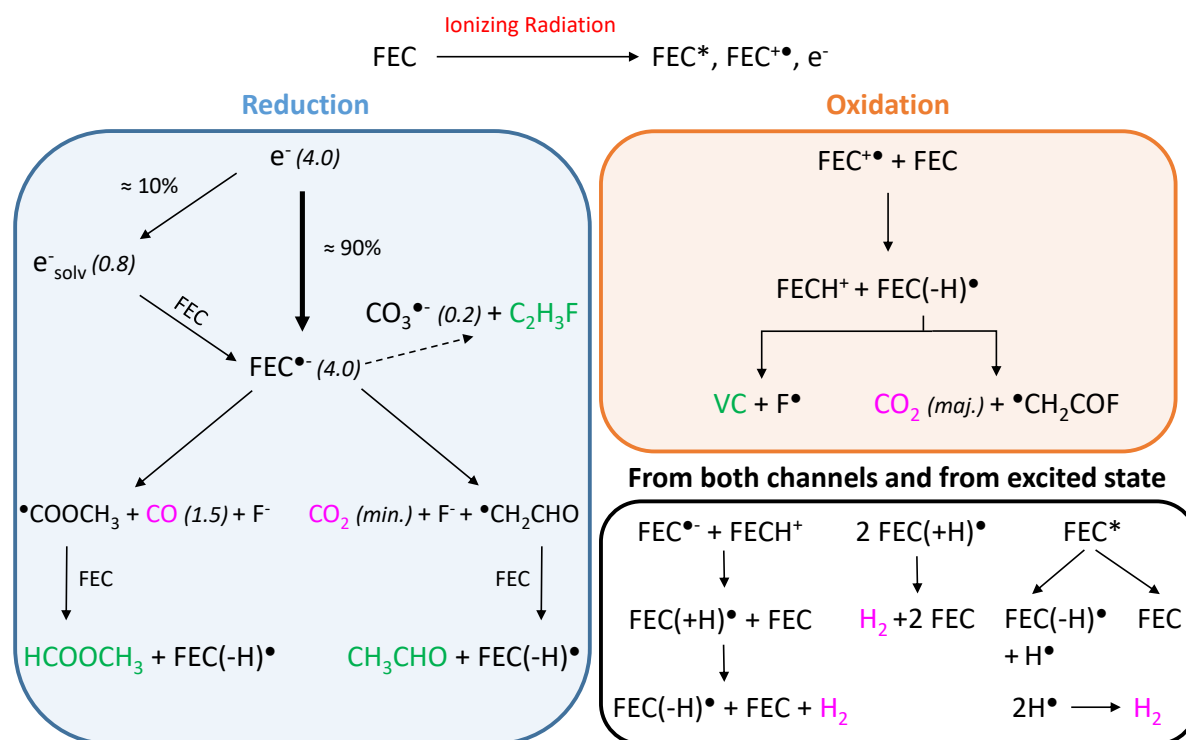 Ionizing Radiation
FEC FEC*, FEC⁺●, e⁻
Reduction
e⁻ (4.0)
≈ 10%
≈ 90%
e⁻solv (0.8)
FEC
CO₃●⁻ (0.2) + C₂H₃F
FEC●⁻ (4.0)
●COOCH₃ + CO (1.5) + F⁻
CO₂ (min.) + F⁻ + ●CH₂CHO
FEC
FEC
HCOOCH₃ + FEC(-H)●
CH₃CHO + FEC(-H)●
Oxidation
FEC⁺● + FEC
FECH⁺ + FEC(-H)●
VC + F●
CO₂ (maj.) + ●CH₂COF
From both channels and from excited state
FEC●⁻ + FECH⁺
FEC(+H)● + FEC
FEC(-H)● + FEC + H₂
2 FEC(+H)●
H₂ +2 FEC
FEC*
FEC(-H)●
+ H●
FEC
2H● H₂